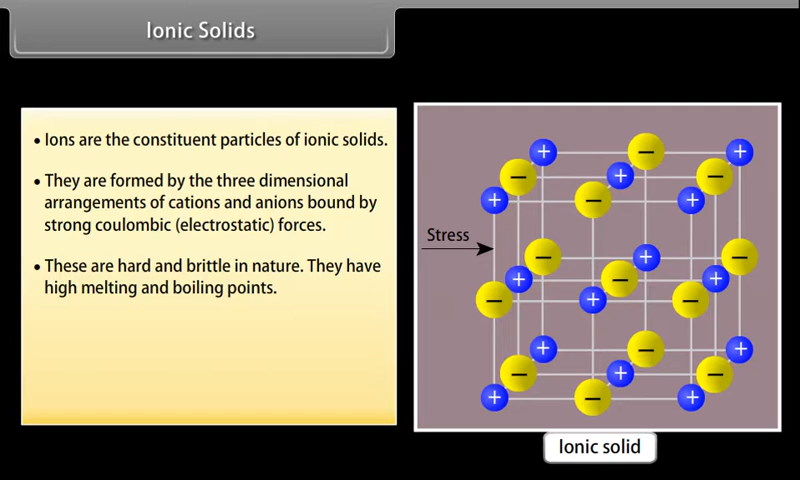 Ionic Solids
• Ions are the constituent particles of ionic solids.
• They are formed by the three dimensional
arrangements of cations and anions bound by
strong coulombic (electrostatic) forces.
• These are hard and brittle in nature. They have
high melting and boiling points.
+ − +
− + −
+ − +
Stress
− + −
+ − +
− + −
+ − +
− + −
+ − +
Ionic solid